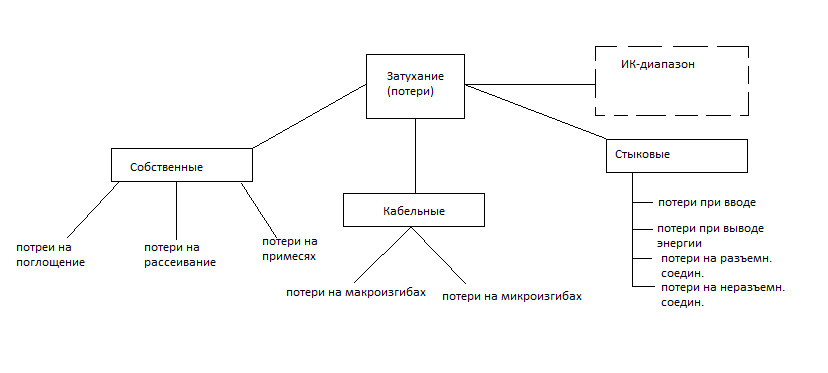 Затухание
(потери)
ИК-диапазон
Собственные
Стыковые
Кабельные
потреи на
поглощение
потери на
рассеивание
потери на
примесях
потери на макроизгибах
потери на микроизгибах
потери при вводе
потери при выводе
энергии
потери на разъемн.
соедин.
потери на неразъемн.
соедин.